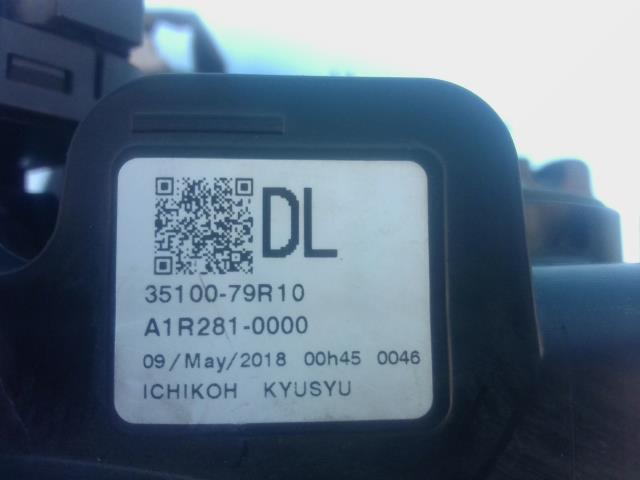 DL
35100-79R10
A1R281-0000
09/May/2018 00h45 0046
ICHIKOH KYUSYU